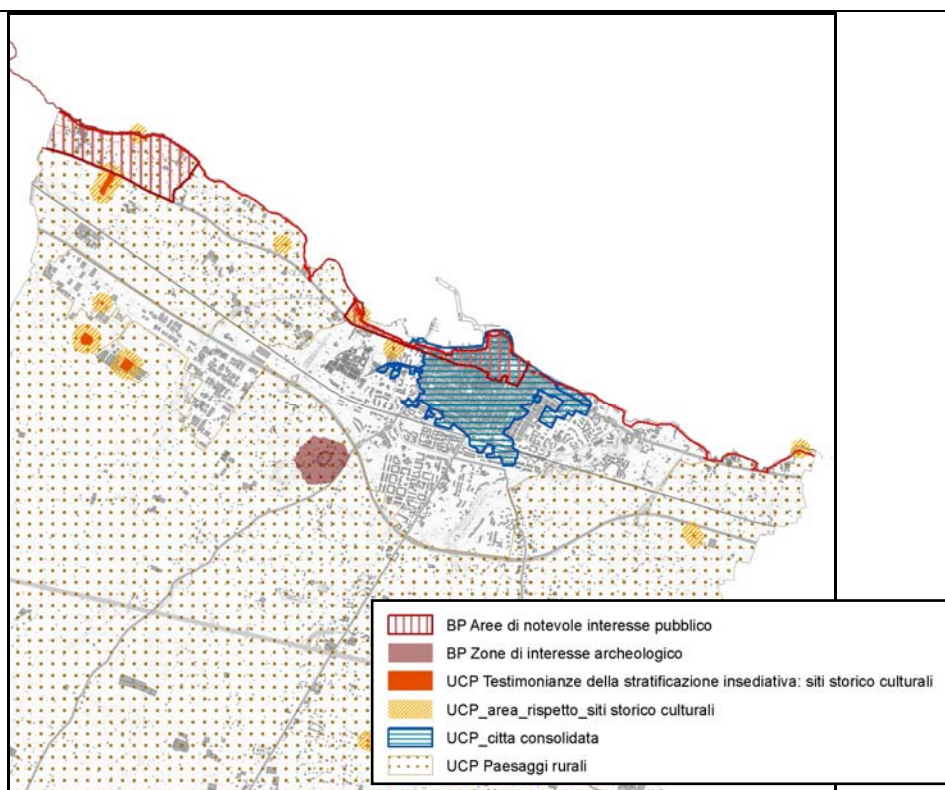 BP Aree di notevole interesse pubblico
BP Zone di interesse archeologico
UCP Testimonianze della stratificazione insediativa: siti storico culturali
UCP_area_rispetto_siti storico culturali
UCP_citta consolidata
UCP Paesaggi rurali